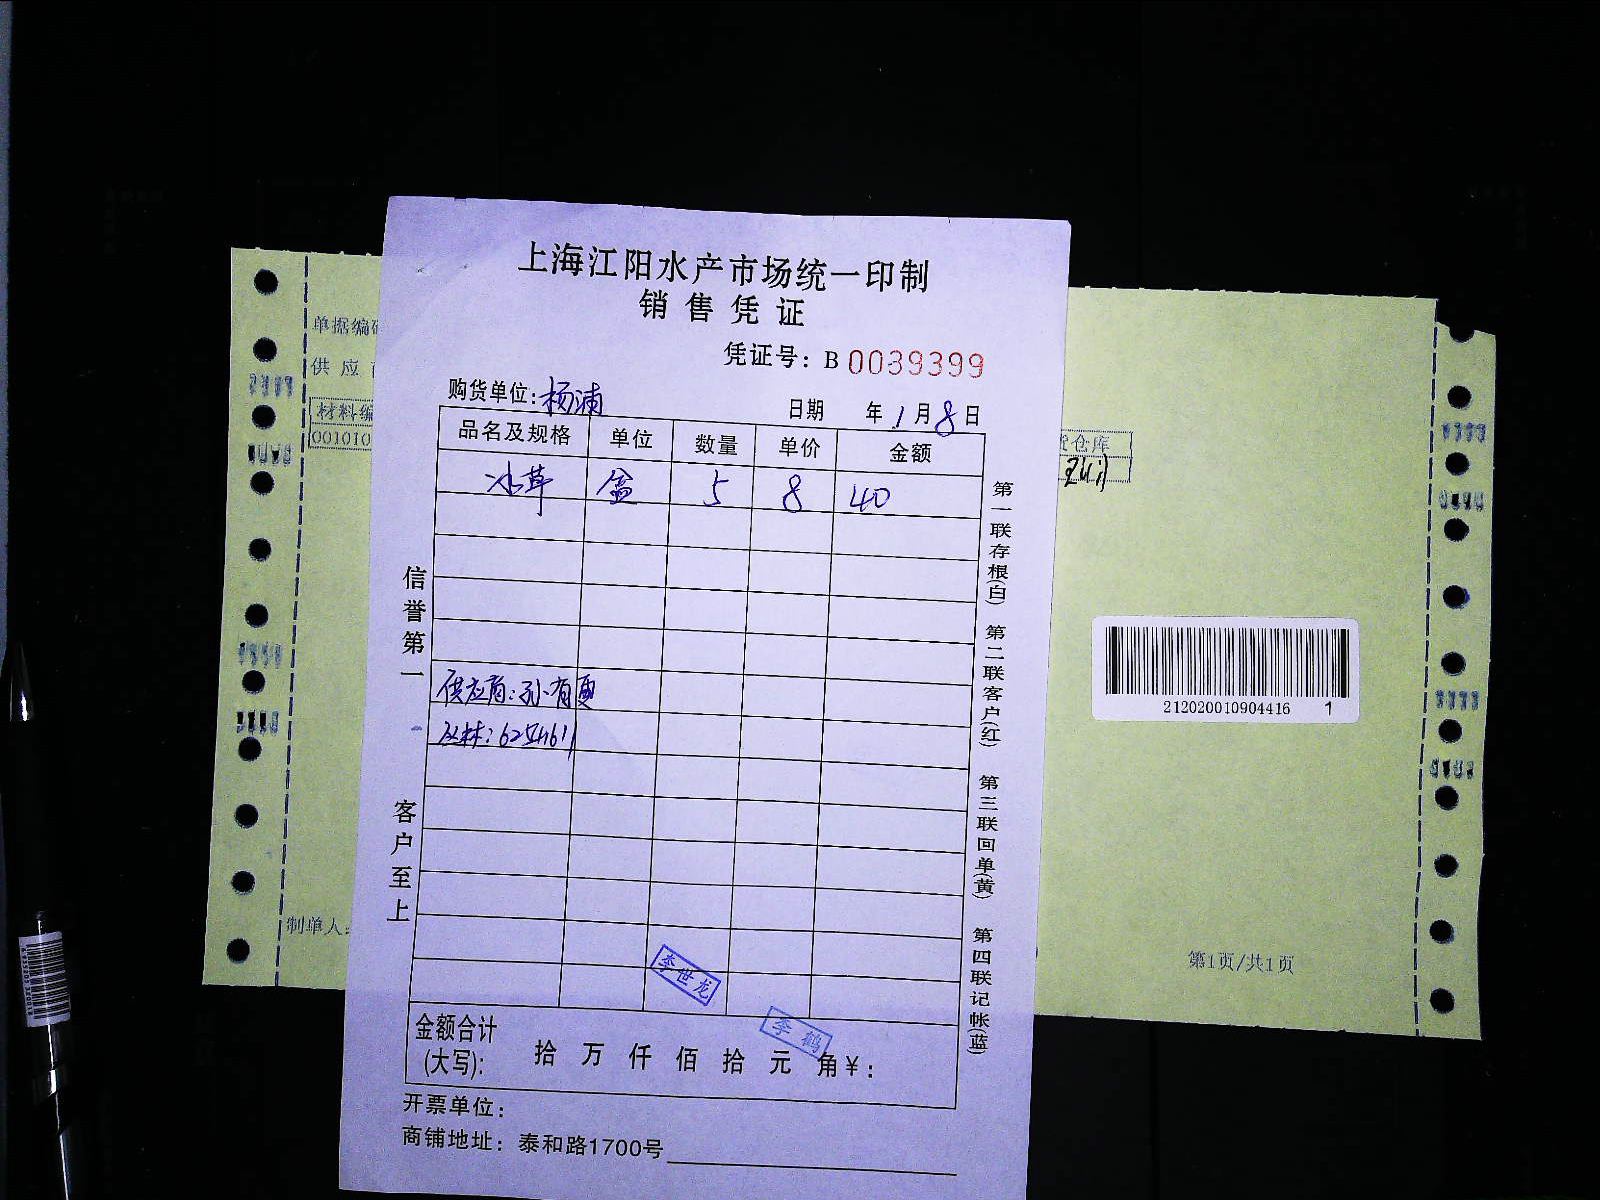 上海江阳水产市场统一印制
销售凭证
凭证号：B 0039399
购货单位：杨浦
日期 年 1 月 8 日
品名及规格 单位 数量 单价 金额
冰草 盒 5 8 40
供应商：孙有
信誉第一
客户至上
第一联存根(白) 第二联客户(红) 第三联回单(黄) 第四联记帐(蓝)
李世龙
李鹤
金额合计
(大写)： 拾 万 仟 佰 拾 元 角 ¥：
开票单位：
商铺地址：泰和路1700号
单据编
供应
材料编
001010
制单人：
仓库
212020010904416 1
第1页/共1页